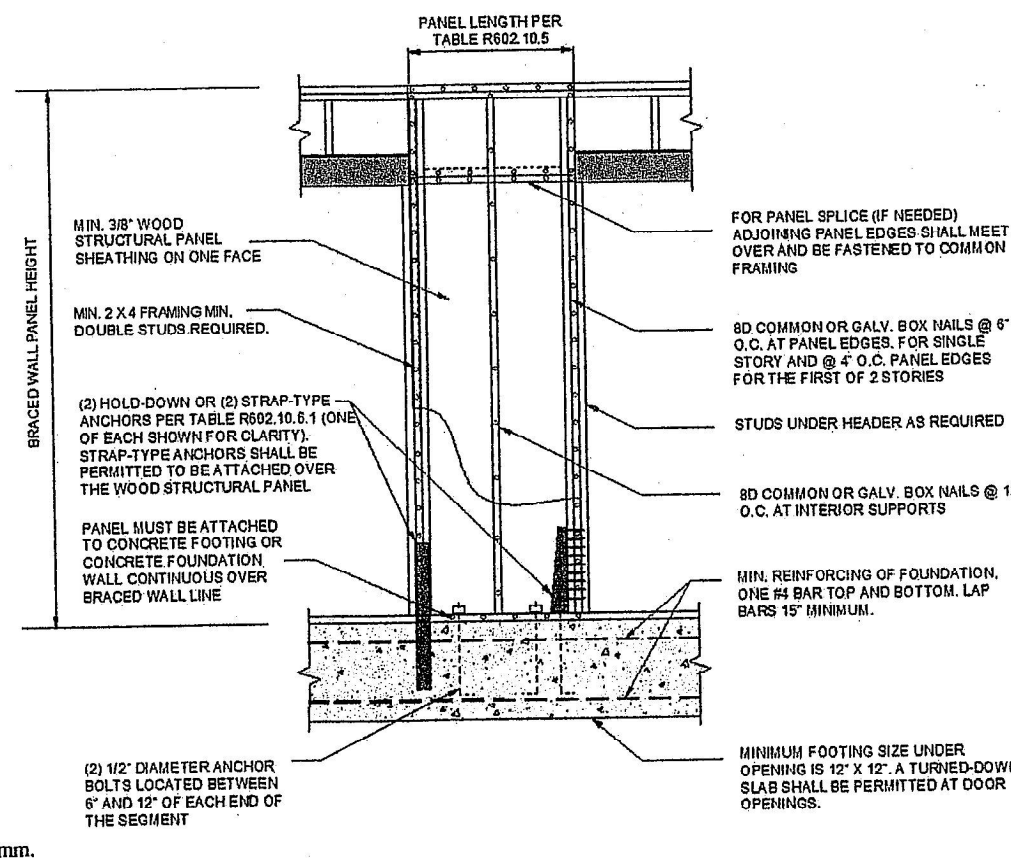 PANEL LENGTH PER
TABLE R602.10.5
BRACED WALL PANEL HEIGHT
MIN. 3/8" WOOD
STRUCTURAL PANEL
SHEATHING ON ONE FACE
MIN. 2 X 4 FRAMING MIN.
DOUBLE STUDS REQUIRED.
(2) HOLD-DOWN OR (2) STRAP-TYPE
ANCHORS PER TABLE R602.10.6.1 (ONE
OF EACH SHOWN FOR CLARITY).
STRAP-TYPE ANCHORS SHALL BE
PERMITTED TO BE ATTACHED OVER
THE WOOD STRUCTURAL PANEL
PANEL MUST BE ATTACHED
TO CONCRETE FOOTING OR
CONCRETE FOUNDATION
WALL CONTINUOUS OVER
BRACED WALL LINE
(2) 1/2" DIAMETER ANCHOR
BOLTS LOCATED BETWEEN
6" AND 12" OF EACH END OF
THE SEGMENT
FOR PANEL SPLICE (IF NEEDED)
ADJOINING PANEL EDGES SHALL MEET
OVER AND BE FASTENED TO COMMON
FRAMING
8D COMMON OR GALV. BOX NAILS @ 6"
O.C. AT PANEL EDGES. FOR SINGLE
STORY AND @ 4" O.C. PANEL EDGES
FOR THE FIRST OF 2 STORIES
STUDS UNDER HEADER AS REQUIRED
8D COMMON OR GALV. BOX NAILS @ 1
O.C. AT INTERIOR SUPPORTS
MIN. REINFORCING OF FOUNDATION,
ONE #4 BAR TOP AND BOTTOM. LAP
BARS 15" MINIMUM.
MINIMUM FOOTING SIZE UNDER
OPENING IS 12" X 12". A TURNED-DOWN
SLAB SHALL BE PERMITTED AT DOOR
OPENINGS.
mm.